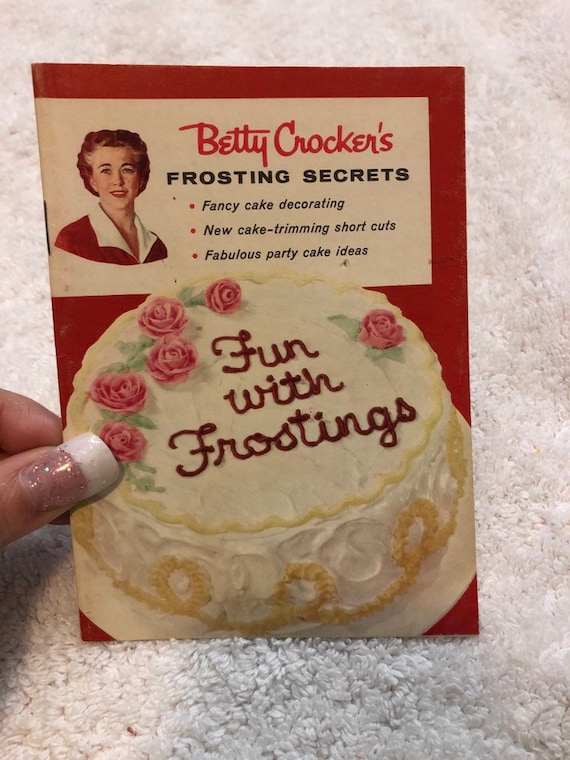 Betty Crocker's
FROSTING SECRETS
• Fancy cake decorating
• New cake-trimming short cuts
• Fabulous party cake ideas
Fun
with
Frostings